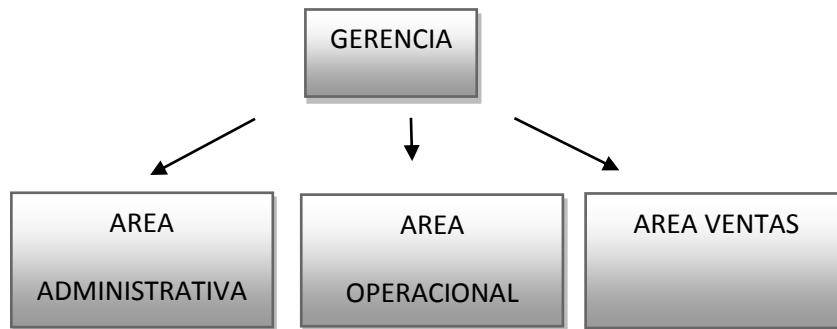 GERENCIA
AREA
ADMINISTRATIVA
AREA
OPERACIONAL
AREA VENTAS